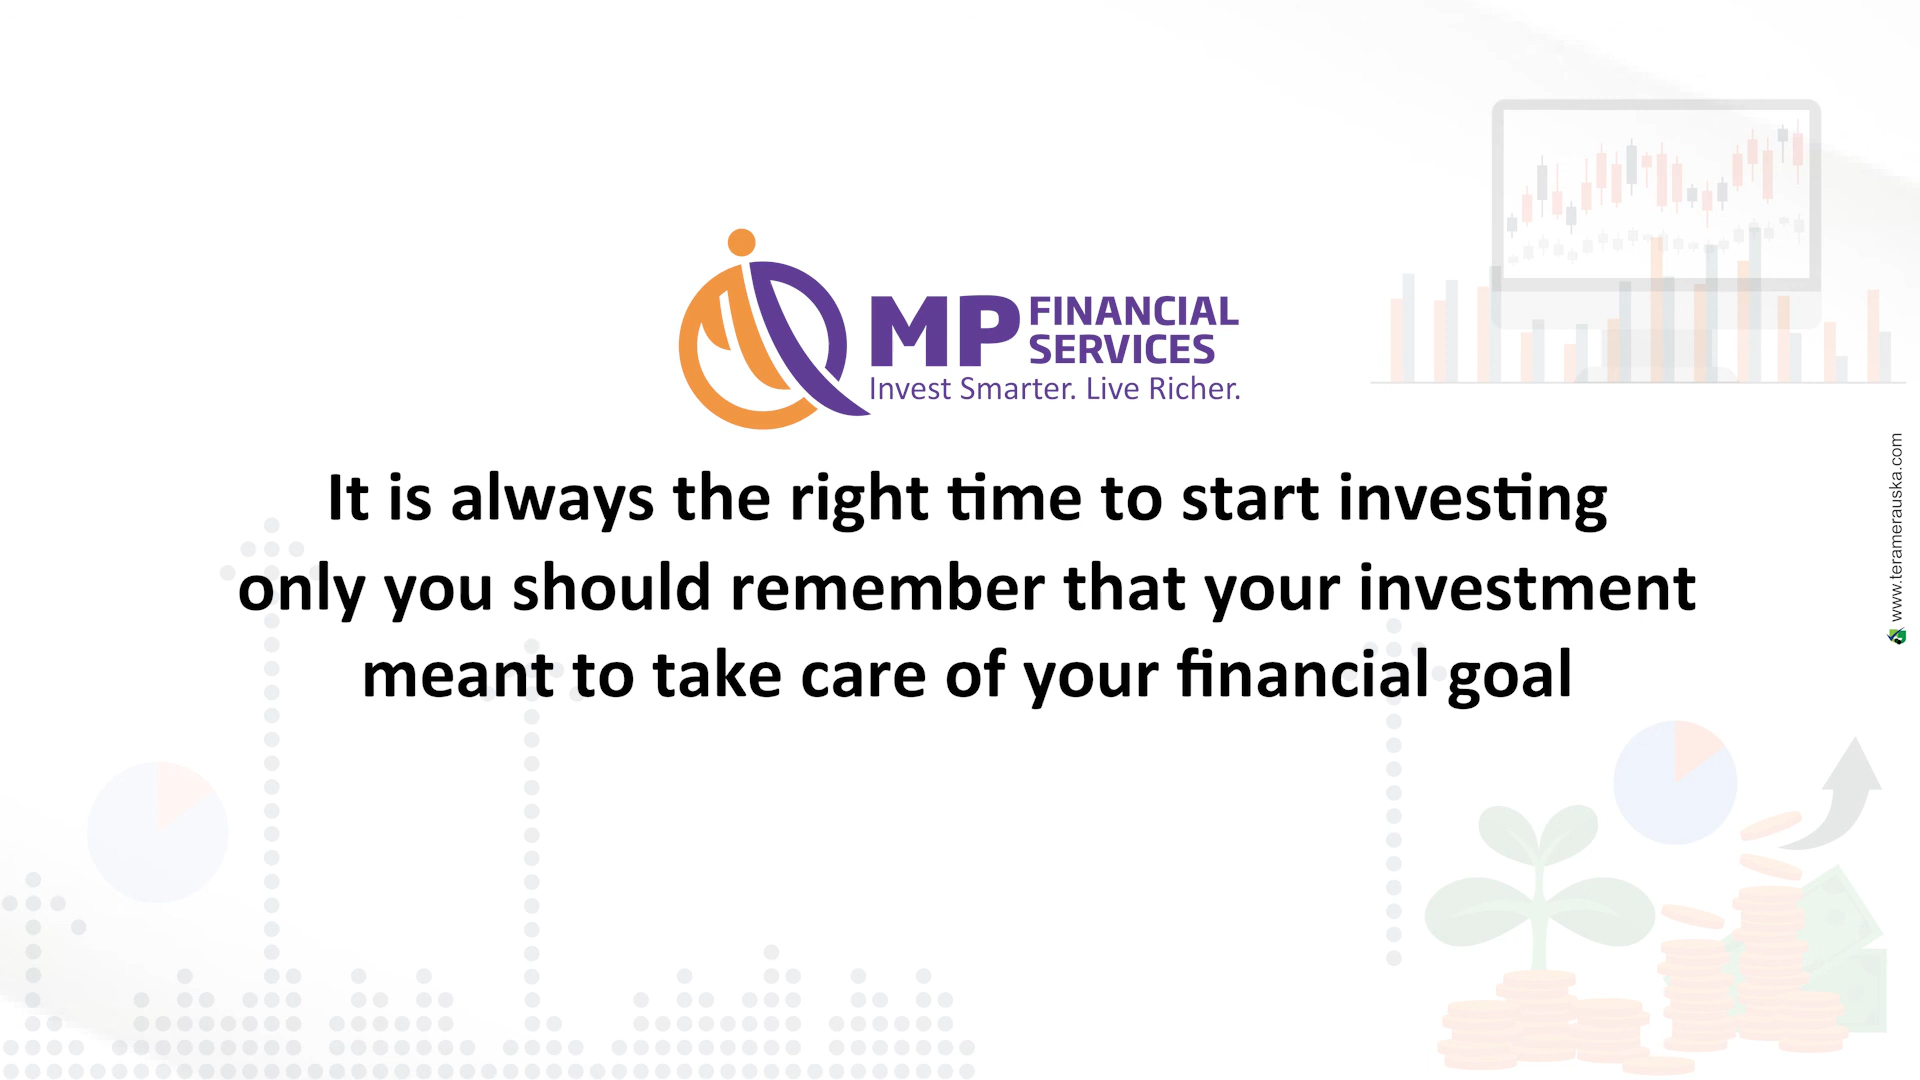 MP FINANCIAL
SERVICES
Invest Smarter. Live Richer.
It is always the right time to start investing
only you should remember that your investment
meant to take care of your financial goal
www.teramerauska.com